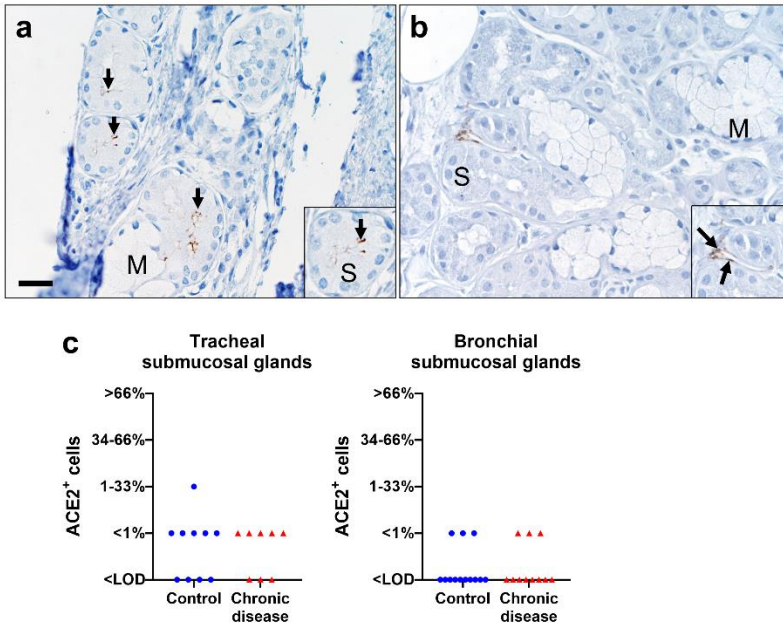 a
M
S
b
S
M
c
Tracheal
submucosal glands
ACE2+ cells
>66%
34-66%
1-33%
<1%
<LOD
Control
Chronic
disease
Bronchial
submucosal glands
ACE2+ cells
>66%
34-66%
1-33%
<1%
<LOD
Control
Chronic
disease